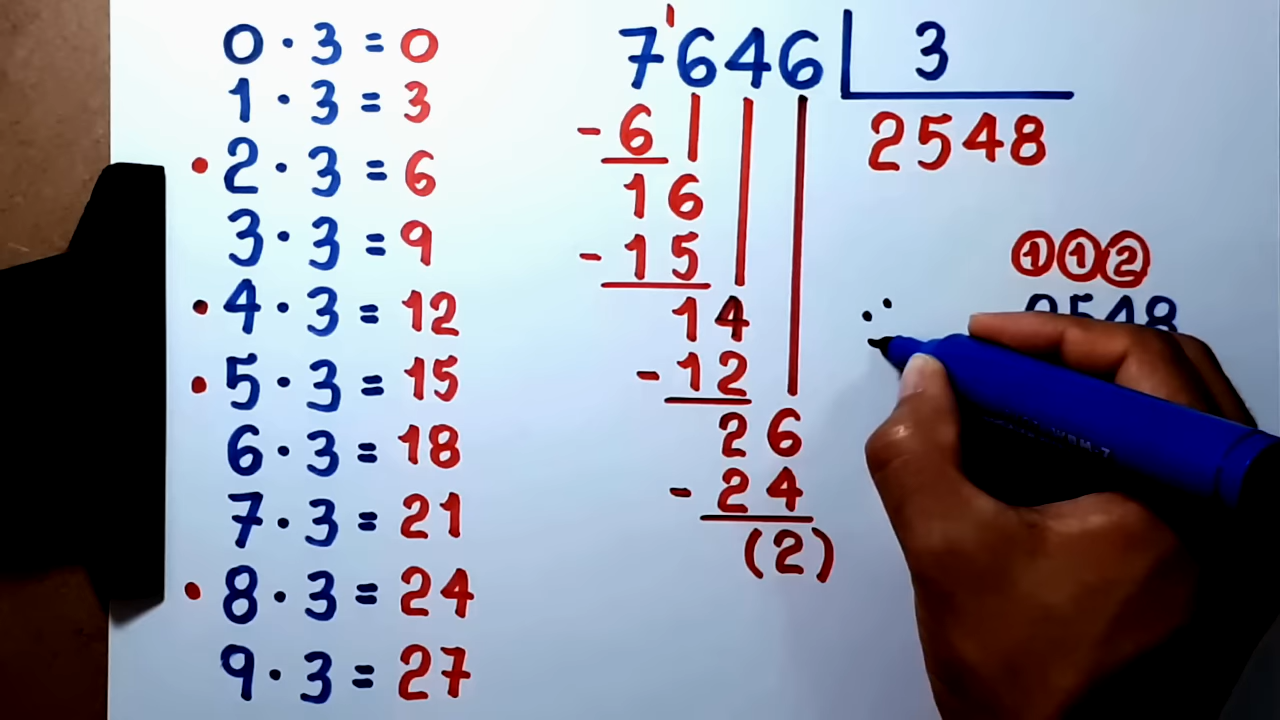 0 · 3 = 0
1 · 3 = 3
• 2 · 3 = 6
3 · 3 = 9
• 4 · 3 = 12
• 5 · 3 = 15
6 · 3 = 18
7 · 3 = 21
• 8 · 3 = 24
9 · 3 = 27
1
7646 3
- 6
16
- 15
14
- 12
26
- 24
(2)
2548
1 1 2
2548